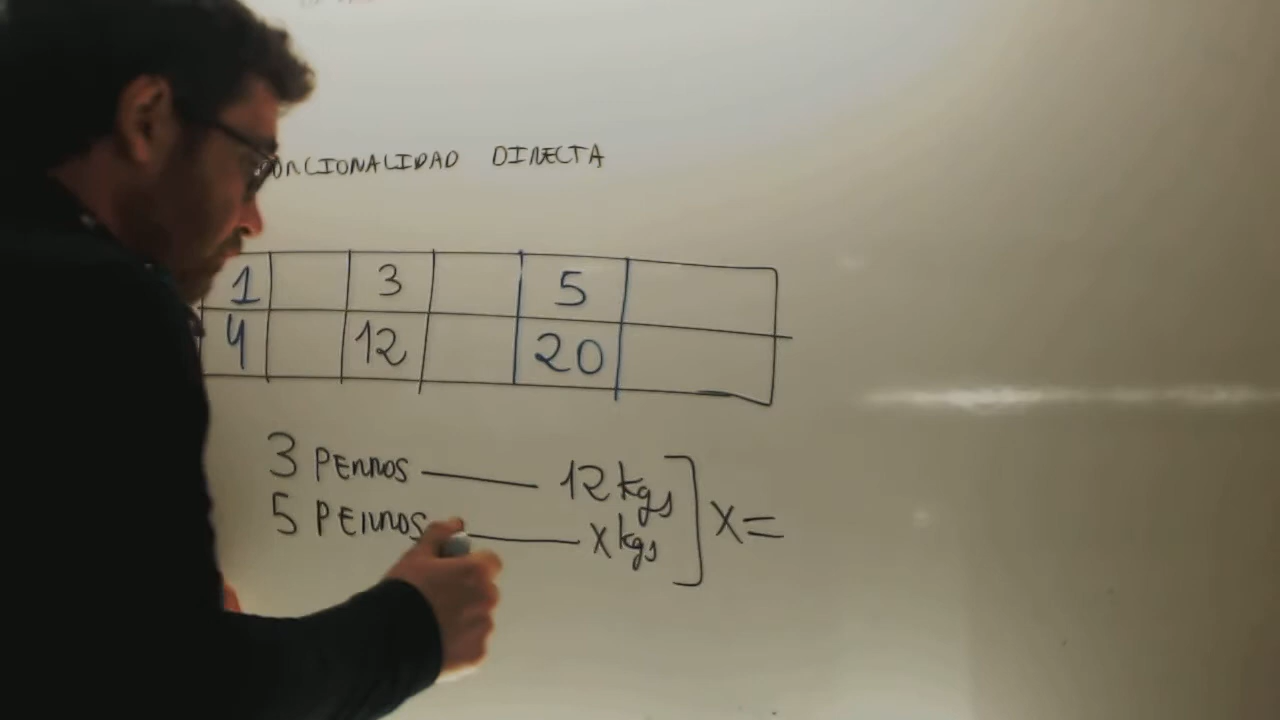 ORCIONALIDAD DIRECTA
1 3 5
4 12 20
3 PERROS 12 kgs
5 PERROS x kgs
X =